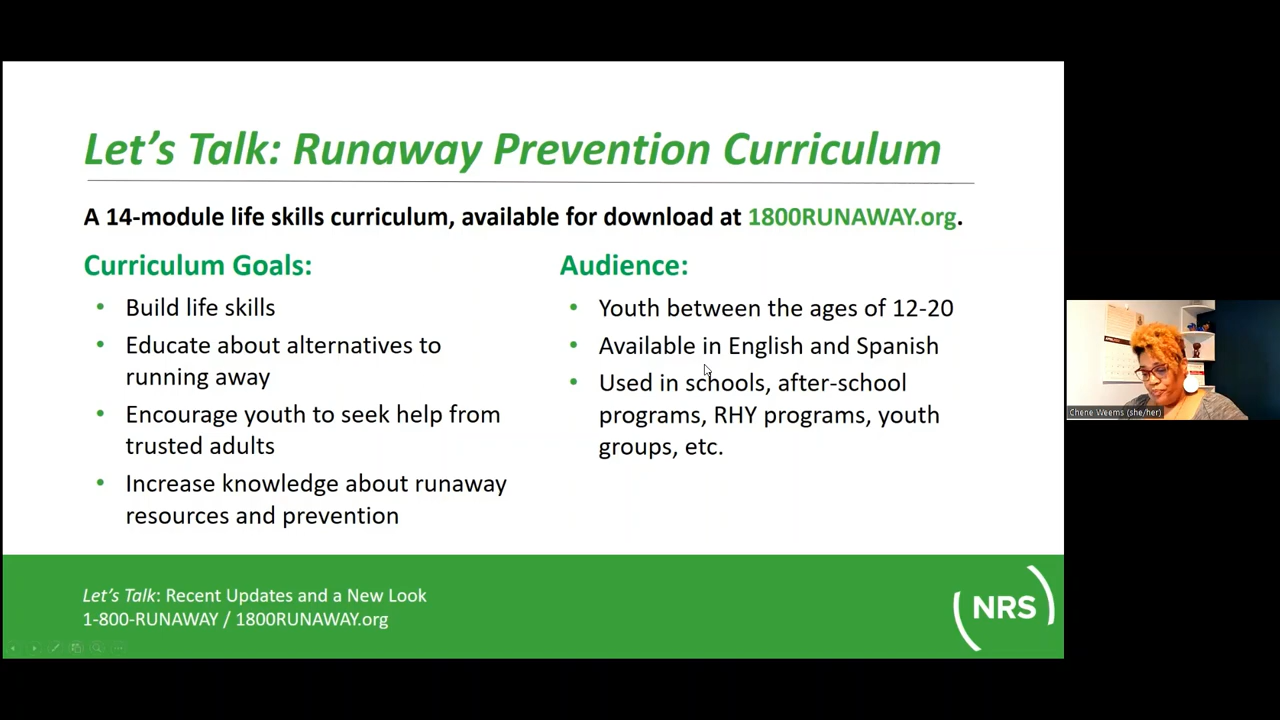 Let's Talk: Runaway Prevention Curriculum
A 14-module life skills curriculum, available for download at 1800RUNAWAY.org.
Curriculum Goals:
• Build life skills
• Educate about alternatives to
running away
• Encourage youth to seek help from
trusted adults
• Increase knowledge about runaway
resources and prevention
Audience:
• Youth between the ages of 12-20
• Available in English and Spanish
• Used in schools, after-school
programs, RHY programs, youth
groups, etc.
Let's Talk: Recent Updates and a New Look
1-800-RUNAWAY / 1800RUNAWAY.org
NRS
Chene Weems (she/her)